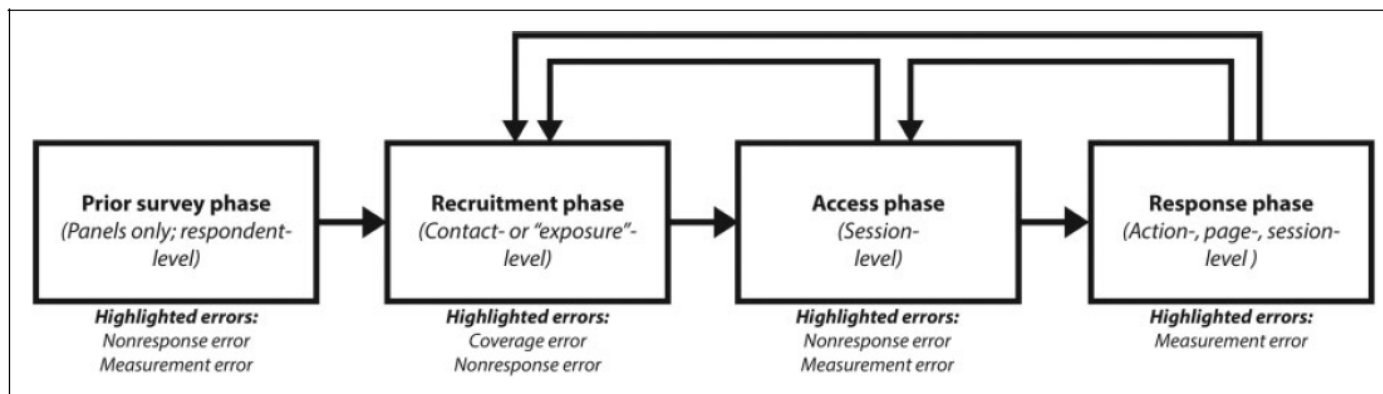 Prior survey phase
(Panels only; respondent-
level)
Highlighted errors:
Nonresponse error
Measurement error
Recruitment phase
(Contact- or “exposure”-
level)
Highlighted errors:
Coverage error
Nonresponse error
Access phase
(Session-
level)
Highlighted errors:
Nonresponse error
Measurement error
Response phase
(Action-, page-, session-
level )
Highlighted errors:
Measurement error